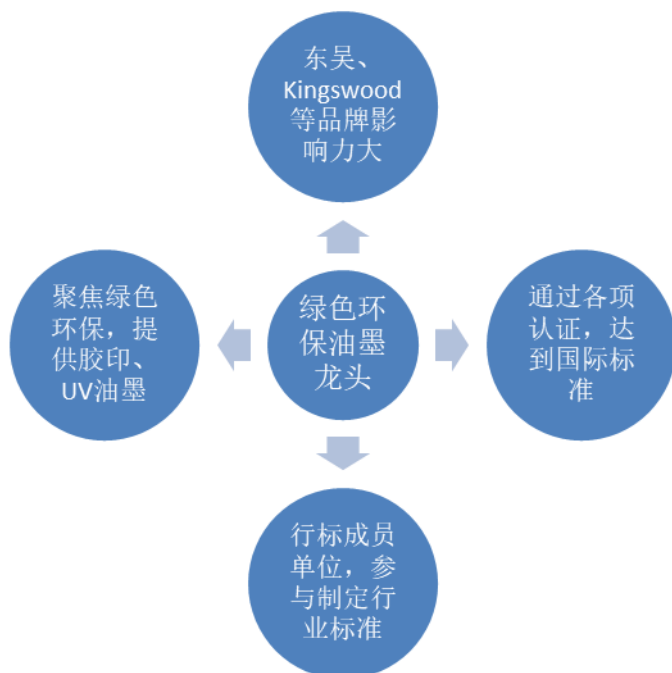 东吴、
Kingswood
等品牌影
响力大
聚焦绿色
环保，提
供胶印、
UV油墨
绿色环
保油墨
龙头
通过各项
认证，达
到国际标
准
行标成员
单位，参
与制定行
业标准